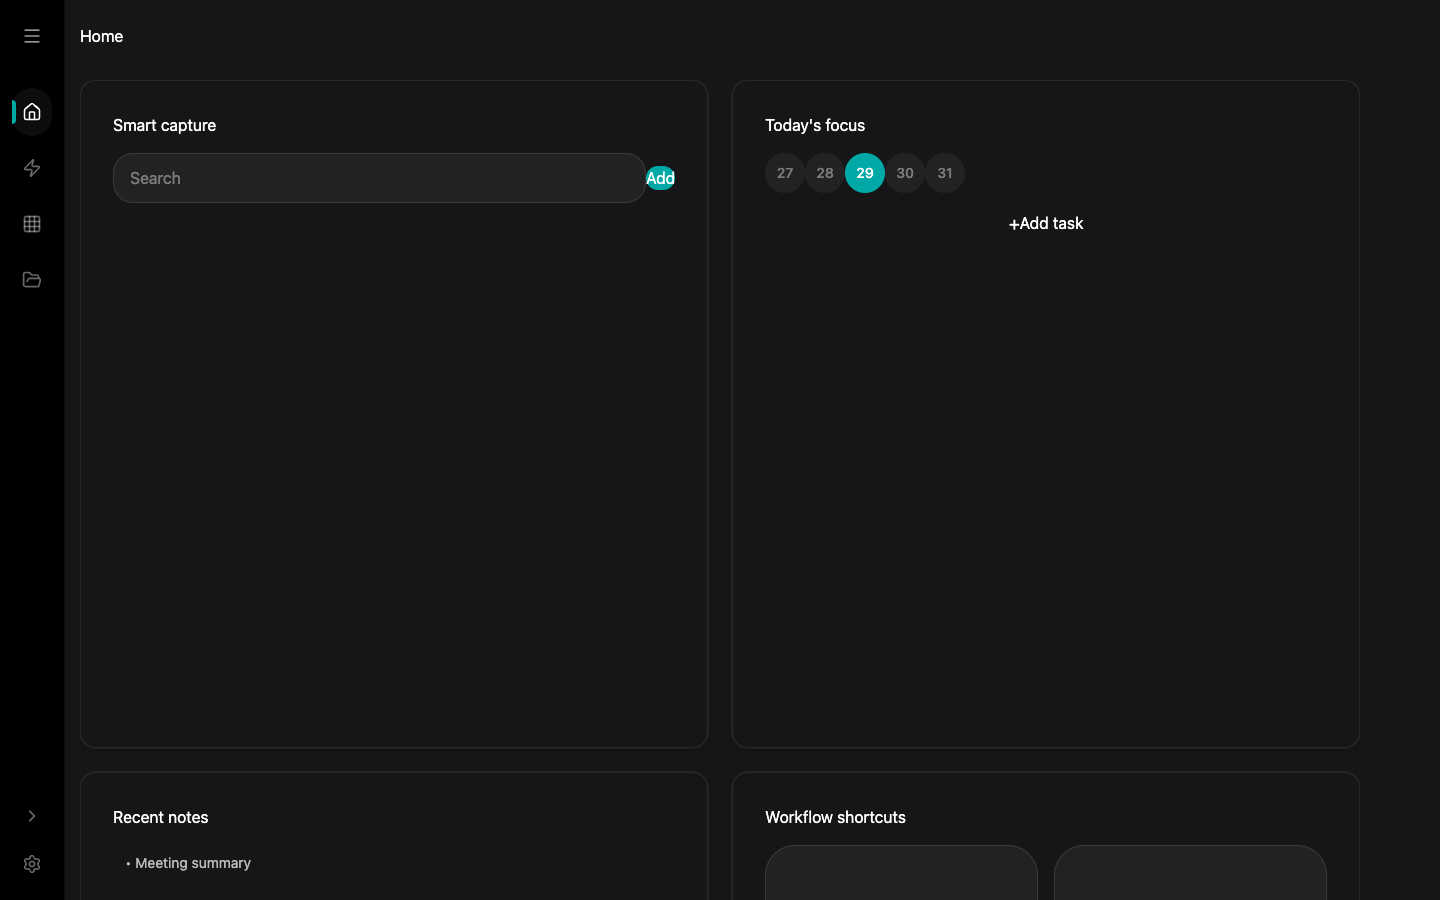 Home
Smart capture
Search
Add
Today's focus
27 28 29 30 31
+Add task
Recent notes
• Meeting summary
Workflow shortcuts